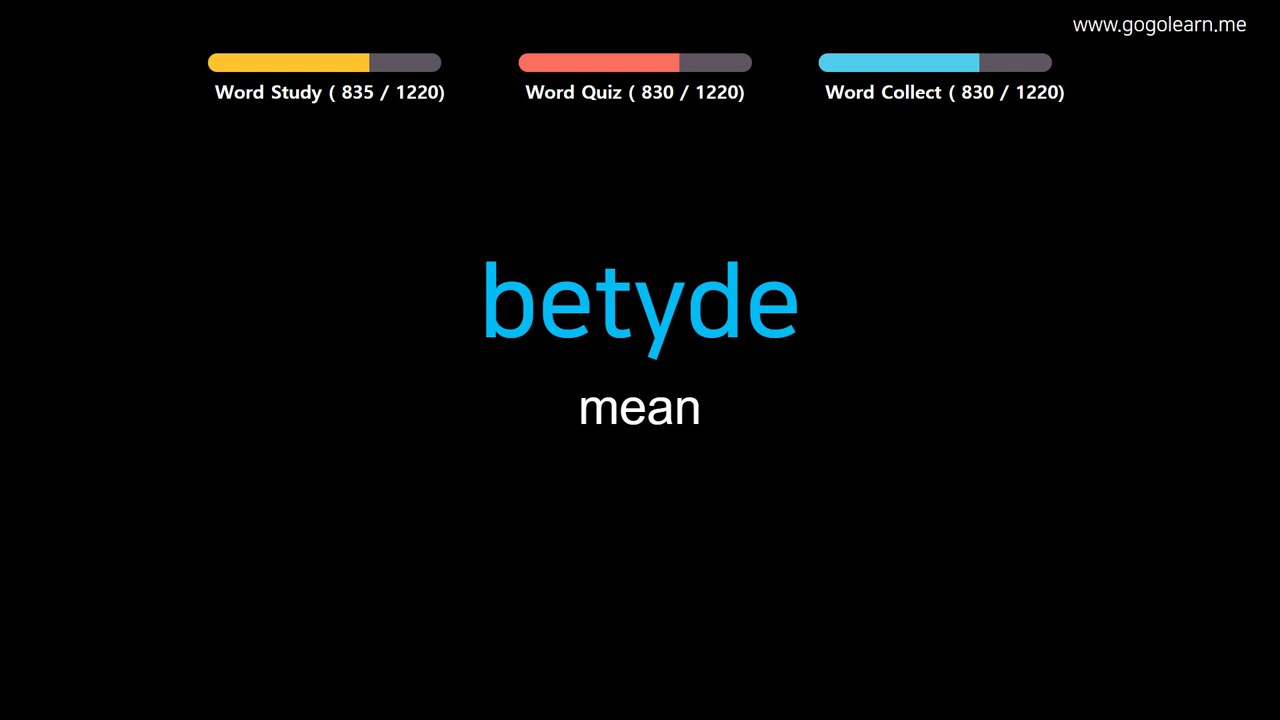 www.gogolearn.me
Word Study ( 835 / 1220)
Word Quiz ( 830 / 1220)
Word Collect ( 830 / 1220)
betyde
mean